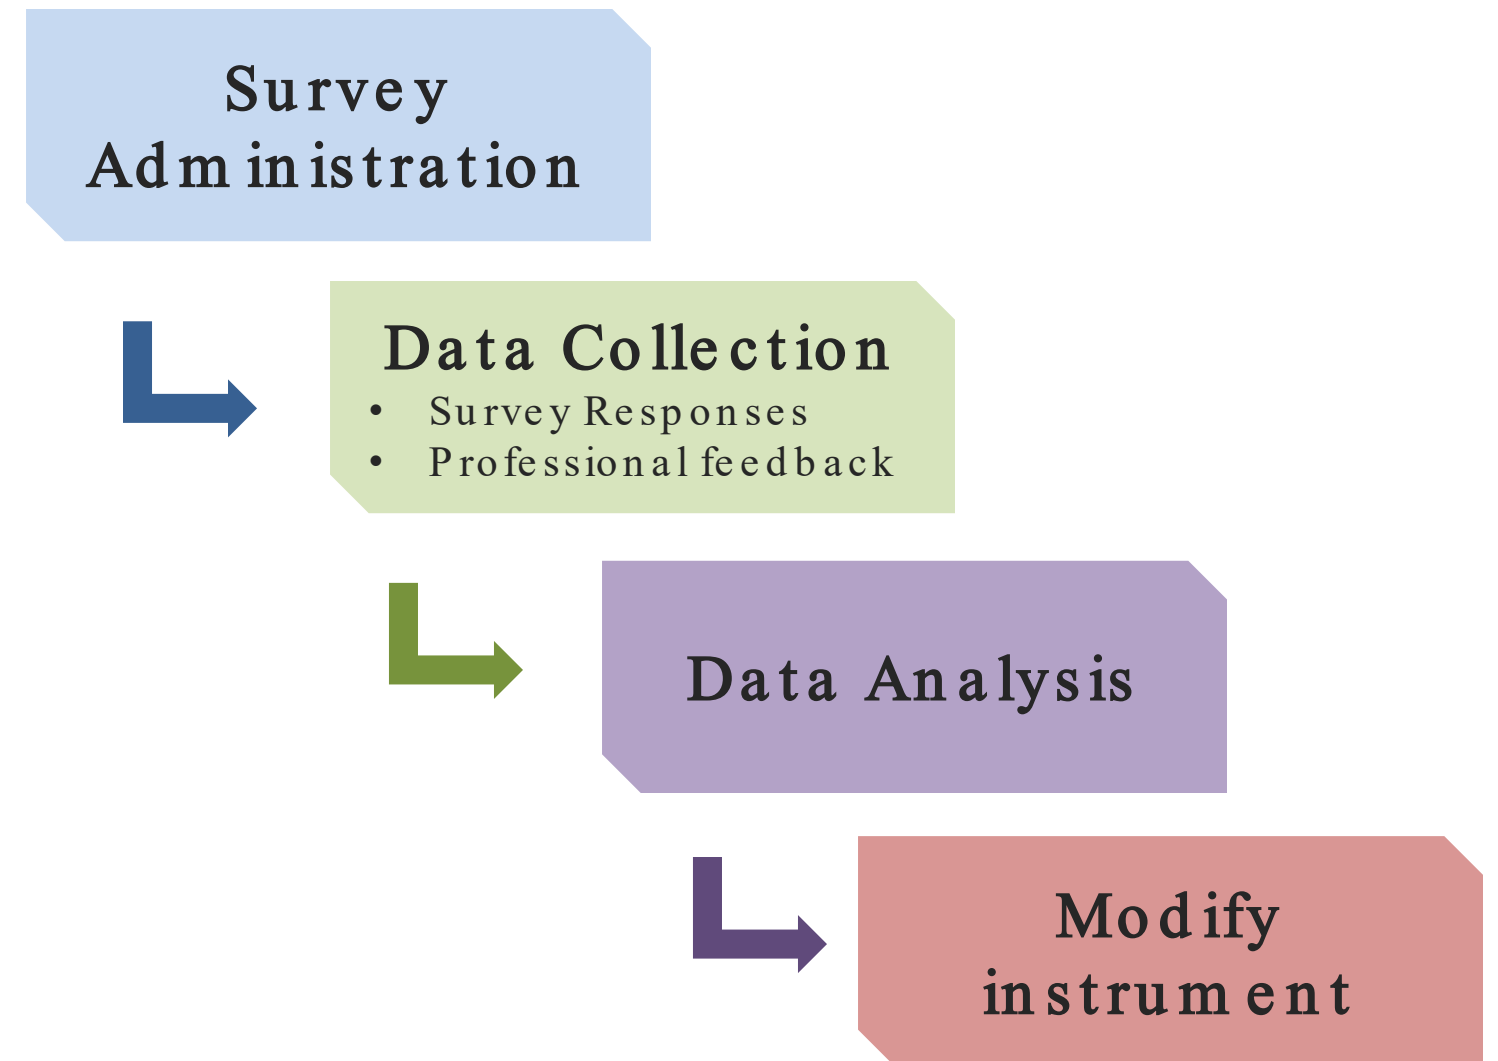 Survey
Administration
Data Collection
• Survey Responses
• Professional feedback
Data Analysis
Modify
instrument